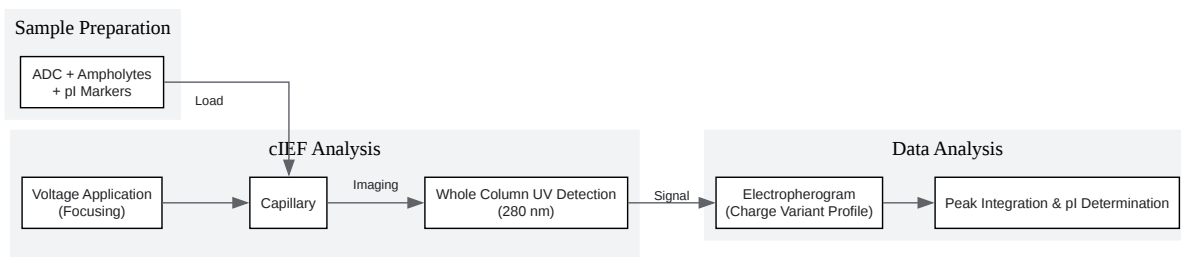 Sample Preparation
ADC + Ampholytes
+ pI Markers
Load
cIEF Analysis
Voltage Application
(Focusing)
Capillary
Imaging
Whole Column UV Detection
(280 nm)
Signal
Data Analysis
Electropherogram
(Charge Variant Profile)
Peak Integration & pI Determination